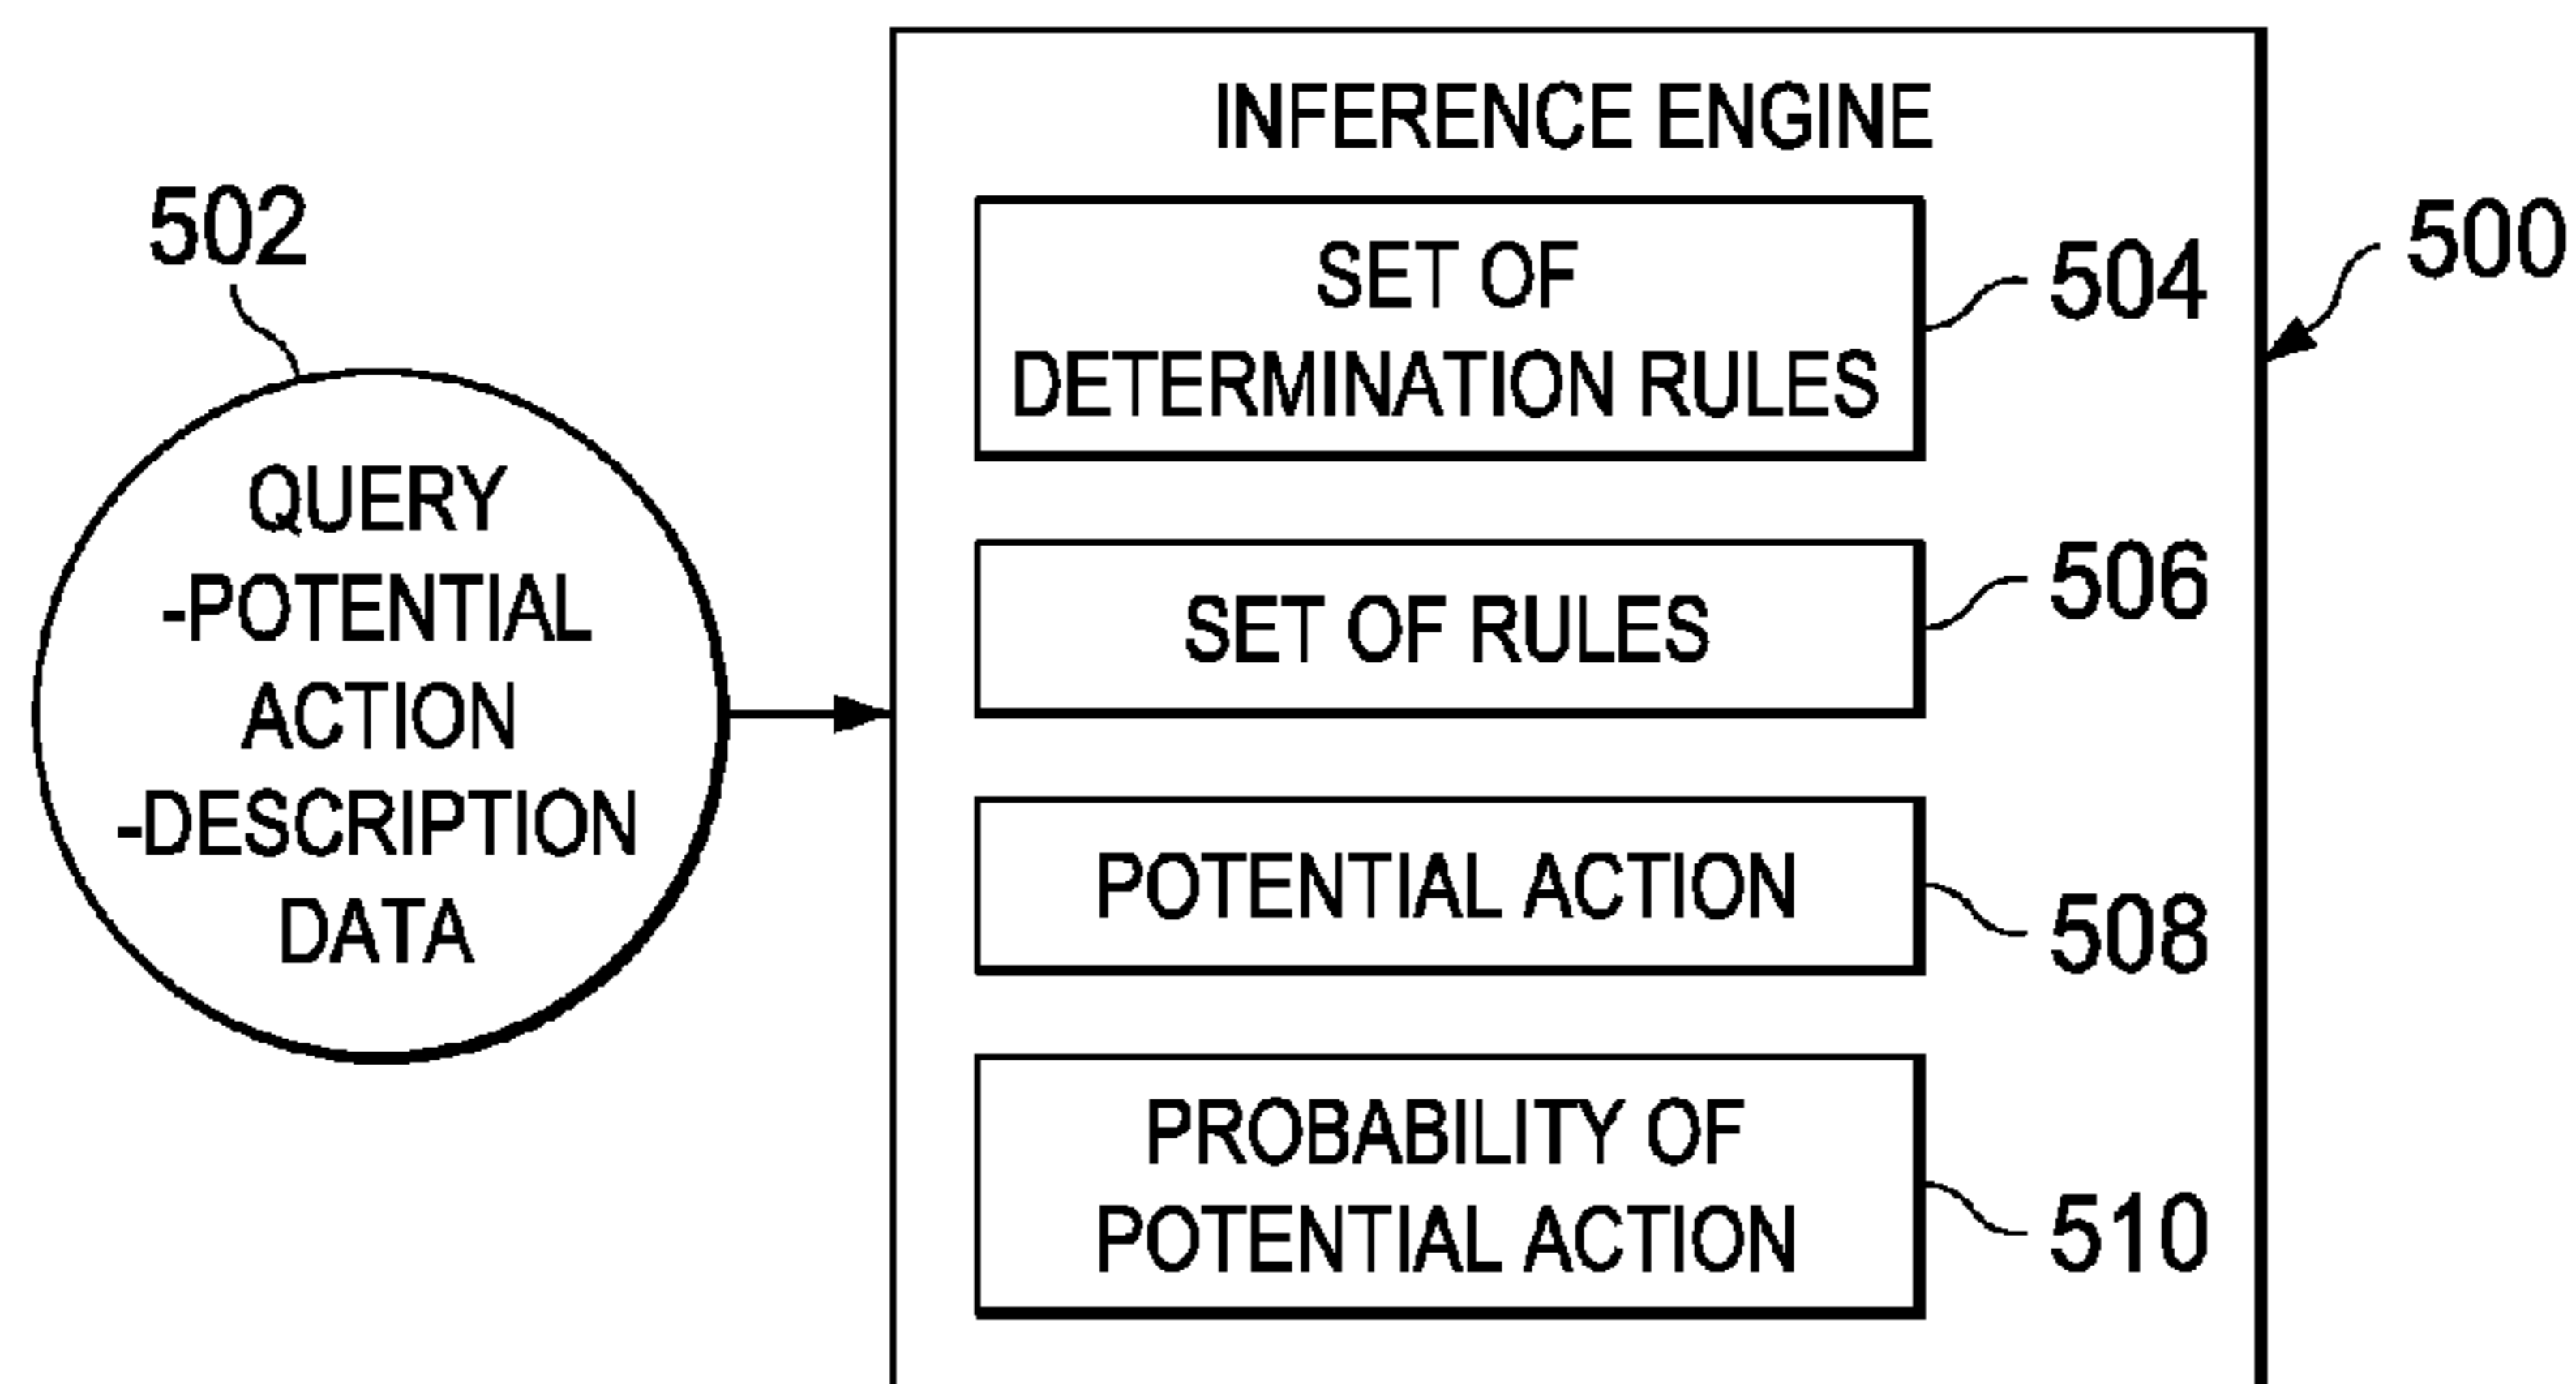 INFERENCE ENGINE
502
SET OF
DETERMINATION RULES
504
500
QUERY
-POTENTIAL
ACTION
-DESCRIPTION
DATA
SET OF RULES
506
POTENTIAL ACTION
508
PROBABILITY OF
POTENTIAL ACTION
510